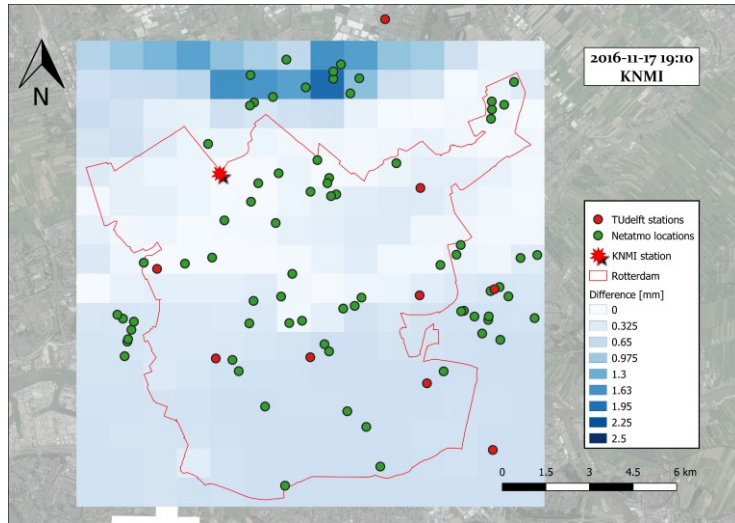 N
2016-11-17 19:10
KNMI
TUdelft stations
Netatmo locations
KNMI station
Rotterdam
Difference [mm]
0
0.325
0.65
0.975
1.3
1.63
1.95
2.25
2.5
0 1.5 3 4.5 6 km